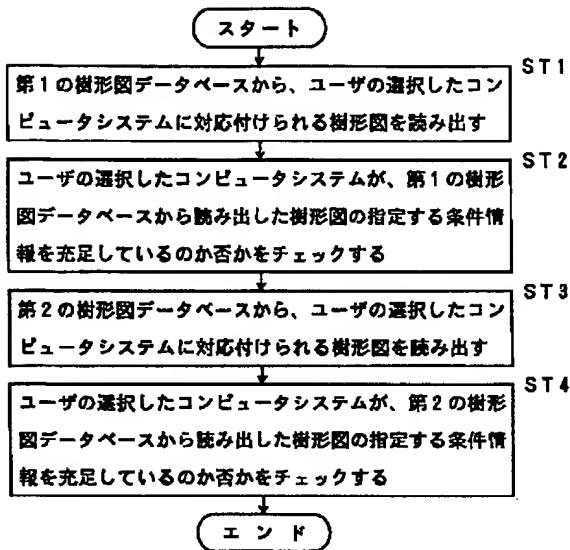 スタート
ST1
第1の樹形図データベースから、ユーザの選択したコン
ピュータシステムに対応付けられる樹形図を読み出す
ST2
ユーザの選択したコンピュータシステムが、第1の樹形
図データベースから読み出した樹形図の指定する条件情
報を充足しているのか否かをチェックする
ST3
第2の樹形図データベースから、ユーザの選択したコン
ピュータシステムに対応付けられる樹形図を読み出す
ST4
ユーザの選択したコンピュータシステムが、第2の樹形
図データベースから読み出した樹形図の指定する条件情
報を充足しているのか否かをチェックする
エンド